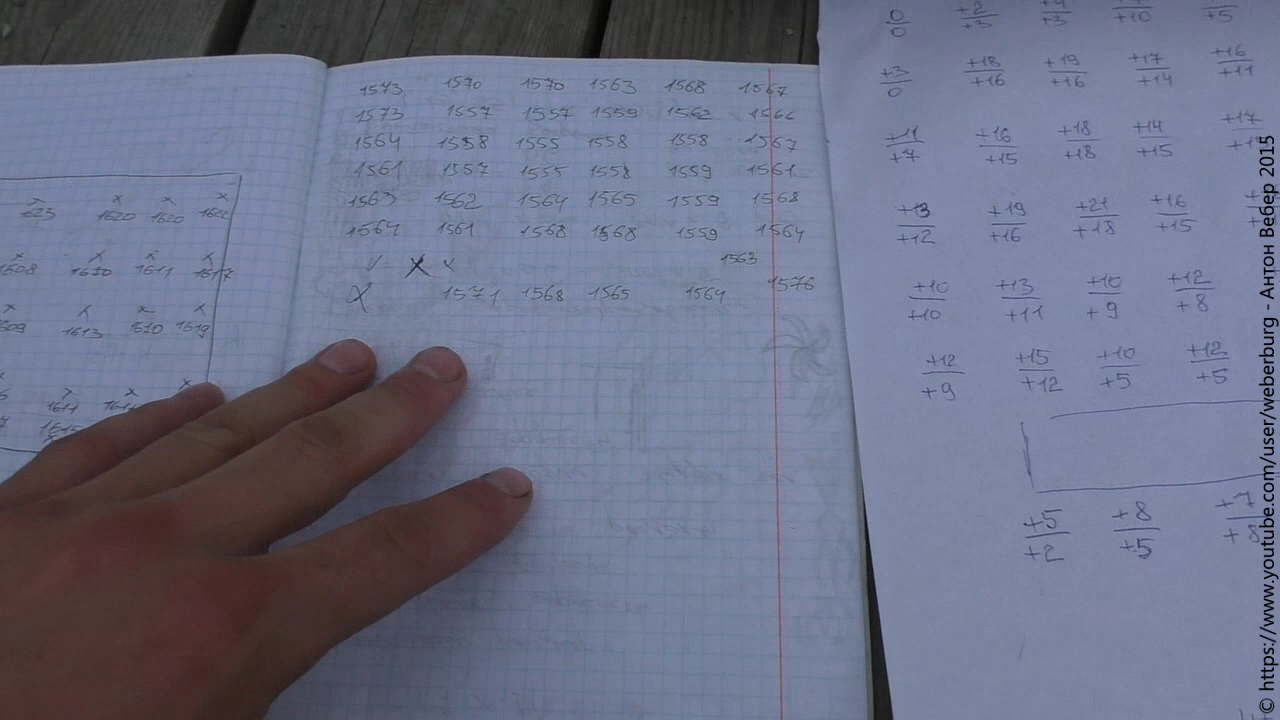 1573 1570 1570 1563 1568 1567
1573 1557 1557 1559 1562 1566
1564 1558 1555 1558 1558 1567
1561 1557 1555 1558 1559 1561
1563 1562 1564 1565 1559 1568
1564 1561 1568 1568 1559 1564
1563
1571 1568 1565 1564 1576
x x x x
1623 1620 1620 1622
x x x x
1608 1610 1611 1617
x x x
1613 1610 1619
1611
1615
0/0 +2/+3 +10 +5
+3/0 +18/+16 +19/+16 +17/+14 +16/+11
+11/+7 +16/+15 +18/+18 +14/+15 +17
+13/+12 +19/+16 +21/+18 +16/+15
+10/+10 +13/+11 +10/+9 +12/+8
+12/+9 +15/+12 +10/+5 +12/+5
+5/+2 +8/+5 +7/+8
© https://www.youtube.com/user/weberburg - Антон Вебер 2015